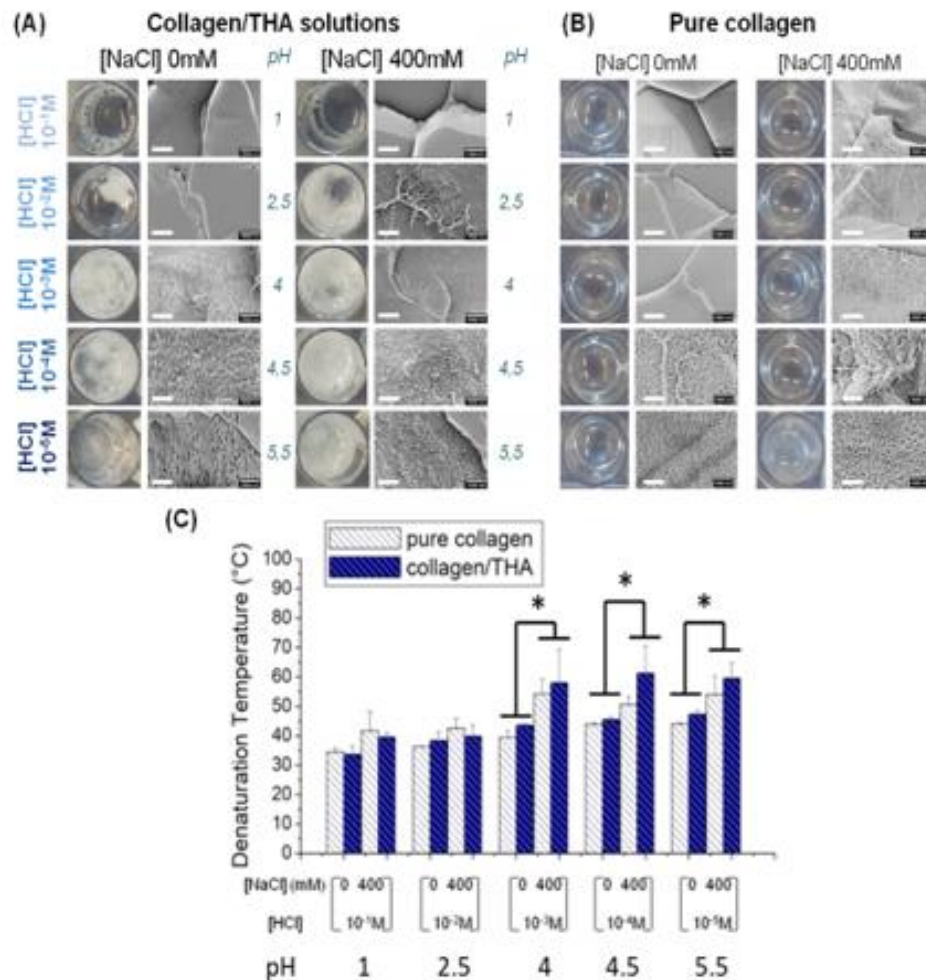 (A) Collagen/THA solutions (B) Pure collagen
[NaCl] 0mM pH [NaCl] 400mM pH [NaCl] 0mM [NaCl] 400mM
[HCl] 10⁻¹M 1 1
[HCl] 10⁻²M 2,5 2,5
[HCl] 10⁻³M 4 4
[HCl] 10⁻⁴M 4,5 4,5
[HCl] 10⁻⁵M 5,5 5,5
(C)
pure collagen
collagen/THA
Denaturation Temperature (°C)
100
90
80
70
60
50
40
30
20
10
0
* * *
[NaCl] (mM) 0 400 0 400 0 400 0 400 0 400
[HCl] 10⁻¹M 10⁻²M 10⁻³M 10⁻⁴M 10⁻⁵M
pH 1 2.5 4 4.5 5.5